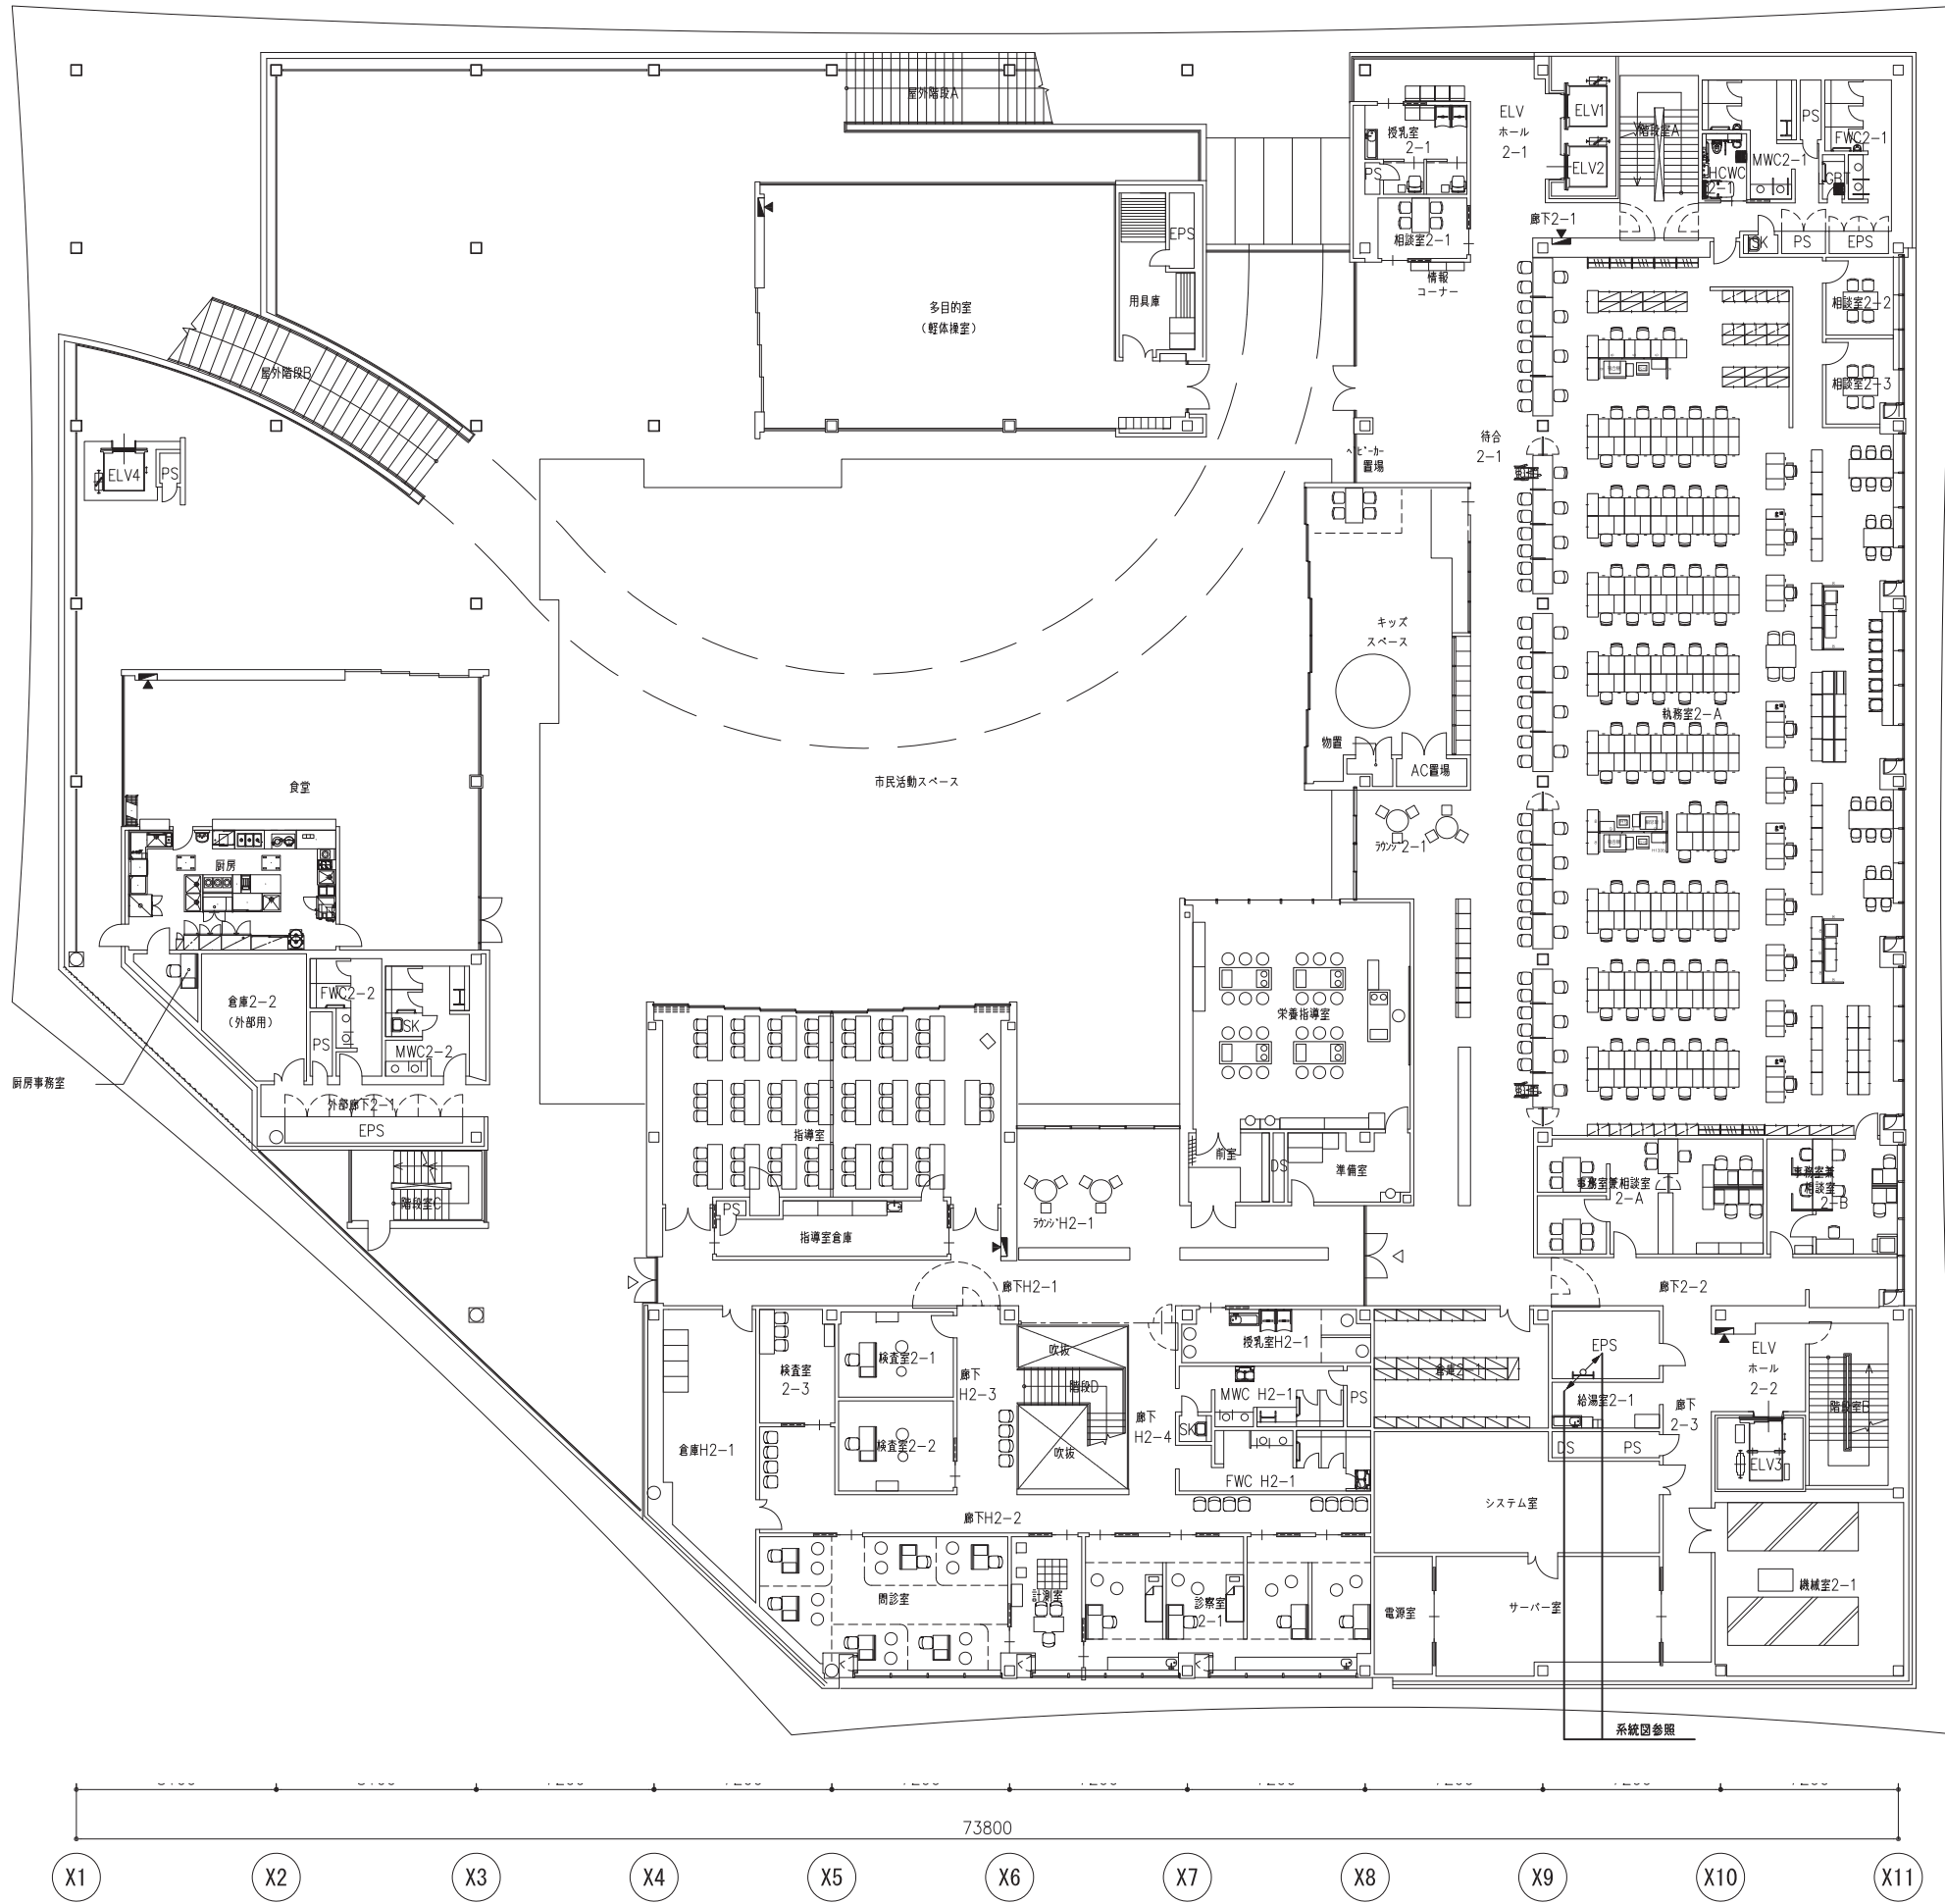 屋外階段A
授乳室
2-1
PS
ELV
ホール
2-1
ELV1
ELV2
階段室A
HCWC
2-1
MWC2-1
PS
FWC2-1
廊下2-1
SK
PS
EPS
相談室2-1
情報
コーナー
EPS
用具庫
多目的室
(軽体操室)
相談室2-2
相談室2-3
屋外階段B
ELV4
PS
待合
2-1
ベビーカー
置場
キッズ
スペース
物置
AC置場
執務室2-A
市民活動スペース
ラウンジ2-1
食堂
厨房
倉庫2-2
(外部用)
FWC2-2
PS
SK
MWC2-2
厨房事務室
外部廊下2-1
EPS
階段室C
栄養指導室
前室
DS
準備室
指導室
PS
指導室倉庫
ラウンジH2-1
事務室兼相談室
2-A
事務室兼
相談室
2-B
廊下H2-1
廊下2-2
検査室
2-3
検査室2-1
検査室2-2
廊下
H2-3
吹抜
階段D
吹抜
廊下
H2-4
授乳室H2-1
MWC H2-1
PS
SK
FWC H2-1
倉庫2-1
EPS
給湯室2-1
DS
PS
廊下
2-3
ELV
ホール
2-2
ELV3
階段室B
倉庫H2-1
廊下H2-2
システム室
問診室
計測室
診察室
2-1
電源室
サーバー室
機械室2-1
系統図参照
73800
X1
X2
X3
X4
X5
X6
X7
X8
X9
X10
X11